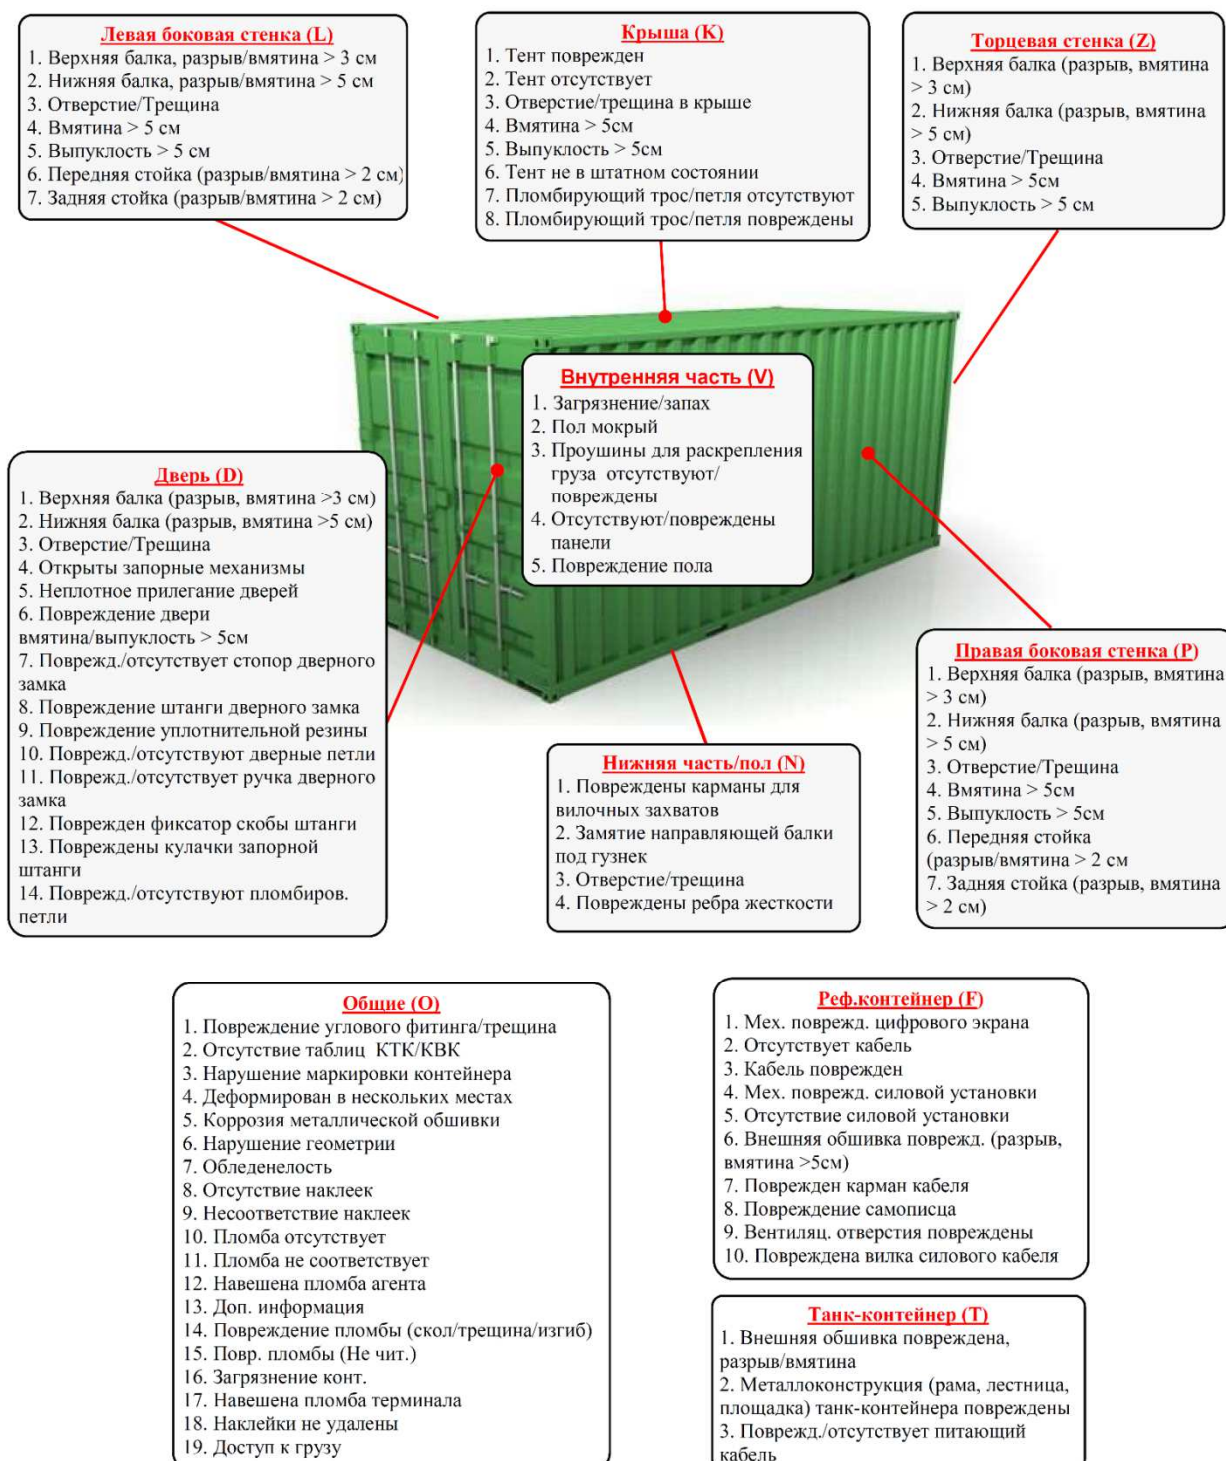 Левая боковая стенка (L)
1. Верхняя балка, разрыв/вмятина > 3 см
2. Нижняя балка, разрыв/вмятина > 5 см
3. Отверстие/Трещина
4. Вмятина > 5 см
5. Выпуклость > 5 см
6. Передняя стойка (разрыв/вмятина > 2 см)
7. Задняя стойка (разрыв/вмятина > 2 см)
Крыша (K)
1. Тент поврежден
2. Тент отсутствует
3. Отверстие/трещина в крыше
4. Вмятина > 5см
5. Выпуклость > 5см
6. Тент не в штатном состоянии
7. Пломбирующий трос/петля отсутствуют
8. Пломбирующий трос/петля повреждены
Торцевая стенка (Z)
1. Верхняя балка (разрыв, вмятина
> 3 см)
2. Нижняя балка (разрыв, вмятина
> 5 см)
3. Отверстие/Трещина
4. Вмятина > 5см
5. Выпуклость > 5 см
Внутренняя часть (V)
1. Загрязнение/запах
2. Пол мокрый
3. Проушины для раскрепления
груза отсутствуют/
повреждены
4. Отсутствуют/повреждены
панели
5. Повреждение пола
Дверь (D)
1. Верхняя балка (разрыв, вмятина >3 см)
2. Нижняя балка (разрыв, вмятина >5 см)
3. Отверстие/Трещина
4. Открыты запорные механизмы
5. Неплотное прилегание дверей
6. Повреждение двери
вмятина/выпуклость > 5см
7. Поврежд./отсутствует стопор дверного
замка
8. Повреждение штанги дверного замка
9. Повреждение уплотнительной резины
10. Поврежд./отсутствуют дверные петли
11. Поврежд./отсутствует ручка дверного
замка
12. Поврежден фиксатор скобы штанги
13. Повреждены кулачки запорной
штанги
14. Поврежд./отсутствуют пломбиров.
петли
Нижняя часть/пол (N)
1. Повреждены карманы для
вилочных захватов
2. Замятие направляющей балки
под гузнек
3. Отверстие/трещина
4. Повреждены ребра жесткости
Правая боковая стенка (P)
1. Верхняя балка (разрыв, вмятина
> 3 см)
2. Нижняя балка (разрыв, вмятина
> 5 см)
3. Отверстие/Трещина
4. Вмятина > 5см
5. Выпуклость > 5см
6. Передняя стойка
(разрыв/вмятина > 2 см
7. Задняя стойка (разрыв, вмятина
> 2 см)
Общие (O)
1. Повреждение углового фитинга/трещина
2. Отсутствие таблиц КТК/КВК
3. Нарушение маркировки контейнера
4. Деформирован в нескольких местах
5. Коррозия металлической обшивки
6. Нарушение геометрии
7. Обледенелость
8. Отсутствие наклеек
9. Несоответствие наклеек
10. Пломба отсутствует
11. Пломба не соответствует
12. Навешена пломба агента
13. Доп. информация
14. Повреждение пломбы (скол/трещина/изгиб)
15. Повр. пломбы (Не чит.)
16. Загрязнение конт.
17. Навешена пломба терминала
18. Наклейки не удалены
19. Доступ к грузу
Реф.контейнер (F)
1. Мех. поврежд. цифрового экрана
2. Отсутствует кабель
3. Кабель поврежден
4. Мех. поврежд. силовой установки
5. Отсутствие силовой установки
6. Внешняя обшивка поврежд. (разрыв,
вмятина >5см)
7. Поврежден карман кабеля
8. Повреждение самописца
9. Вентиляц. отверстия повреждены
10. Повреждена вилка силового кабеля
Танк-контейнер (T)
1. Внешняя обшивка повреждена,
разрыв/вмятина
2. Металлоконструкция (рама, лестница,
площадка) танк-контейнера повреждены
3. Поврежд./отсутствует питающий
кабель